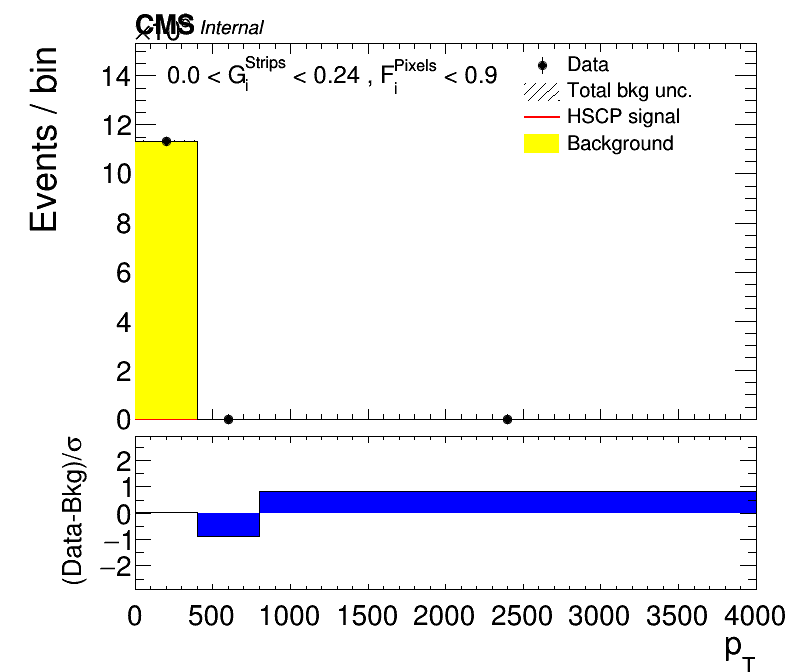 CMS Internal
×10
0.0 < G_i^Strips < 0.24 , F_i^Pixels < 0.9
Data
Total bkg unc.
HSCP signal
Background
Events / bin
14
12
10
8
6
4
2
0
(Data-Bkg)/σ
2
1
0
−1
−2
0 500 1000 1500 2000 2500 3000 3500 4000
p_T